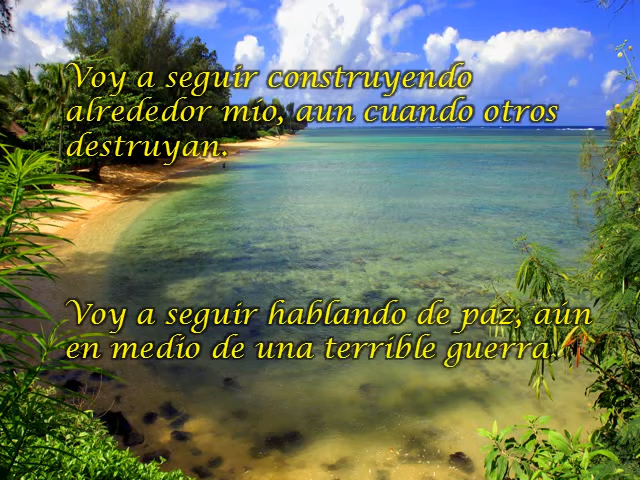 Voy a seguir construyendo
alrededor mío, aun cuando otros
destruyan.
Voy a seguir hablando de paz, aún
en medio de una terrible guerra.